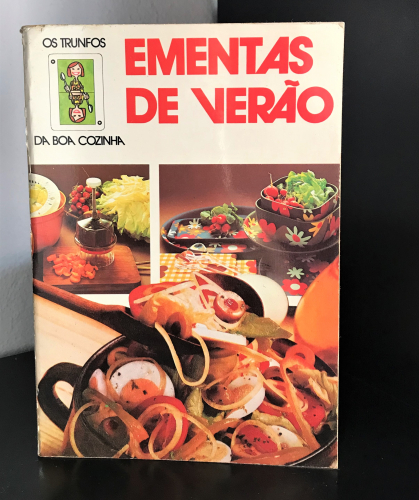 OS TRUNFOS
DA BOA COZINHA
EMENTAS
DE VERÃO